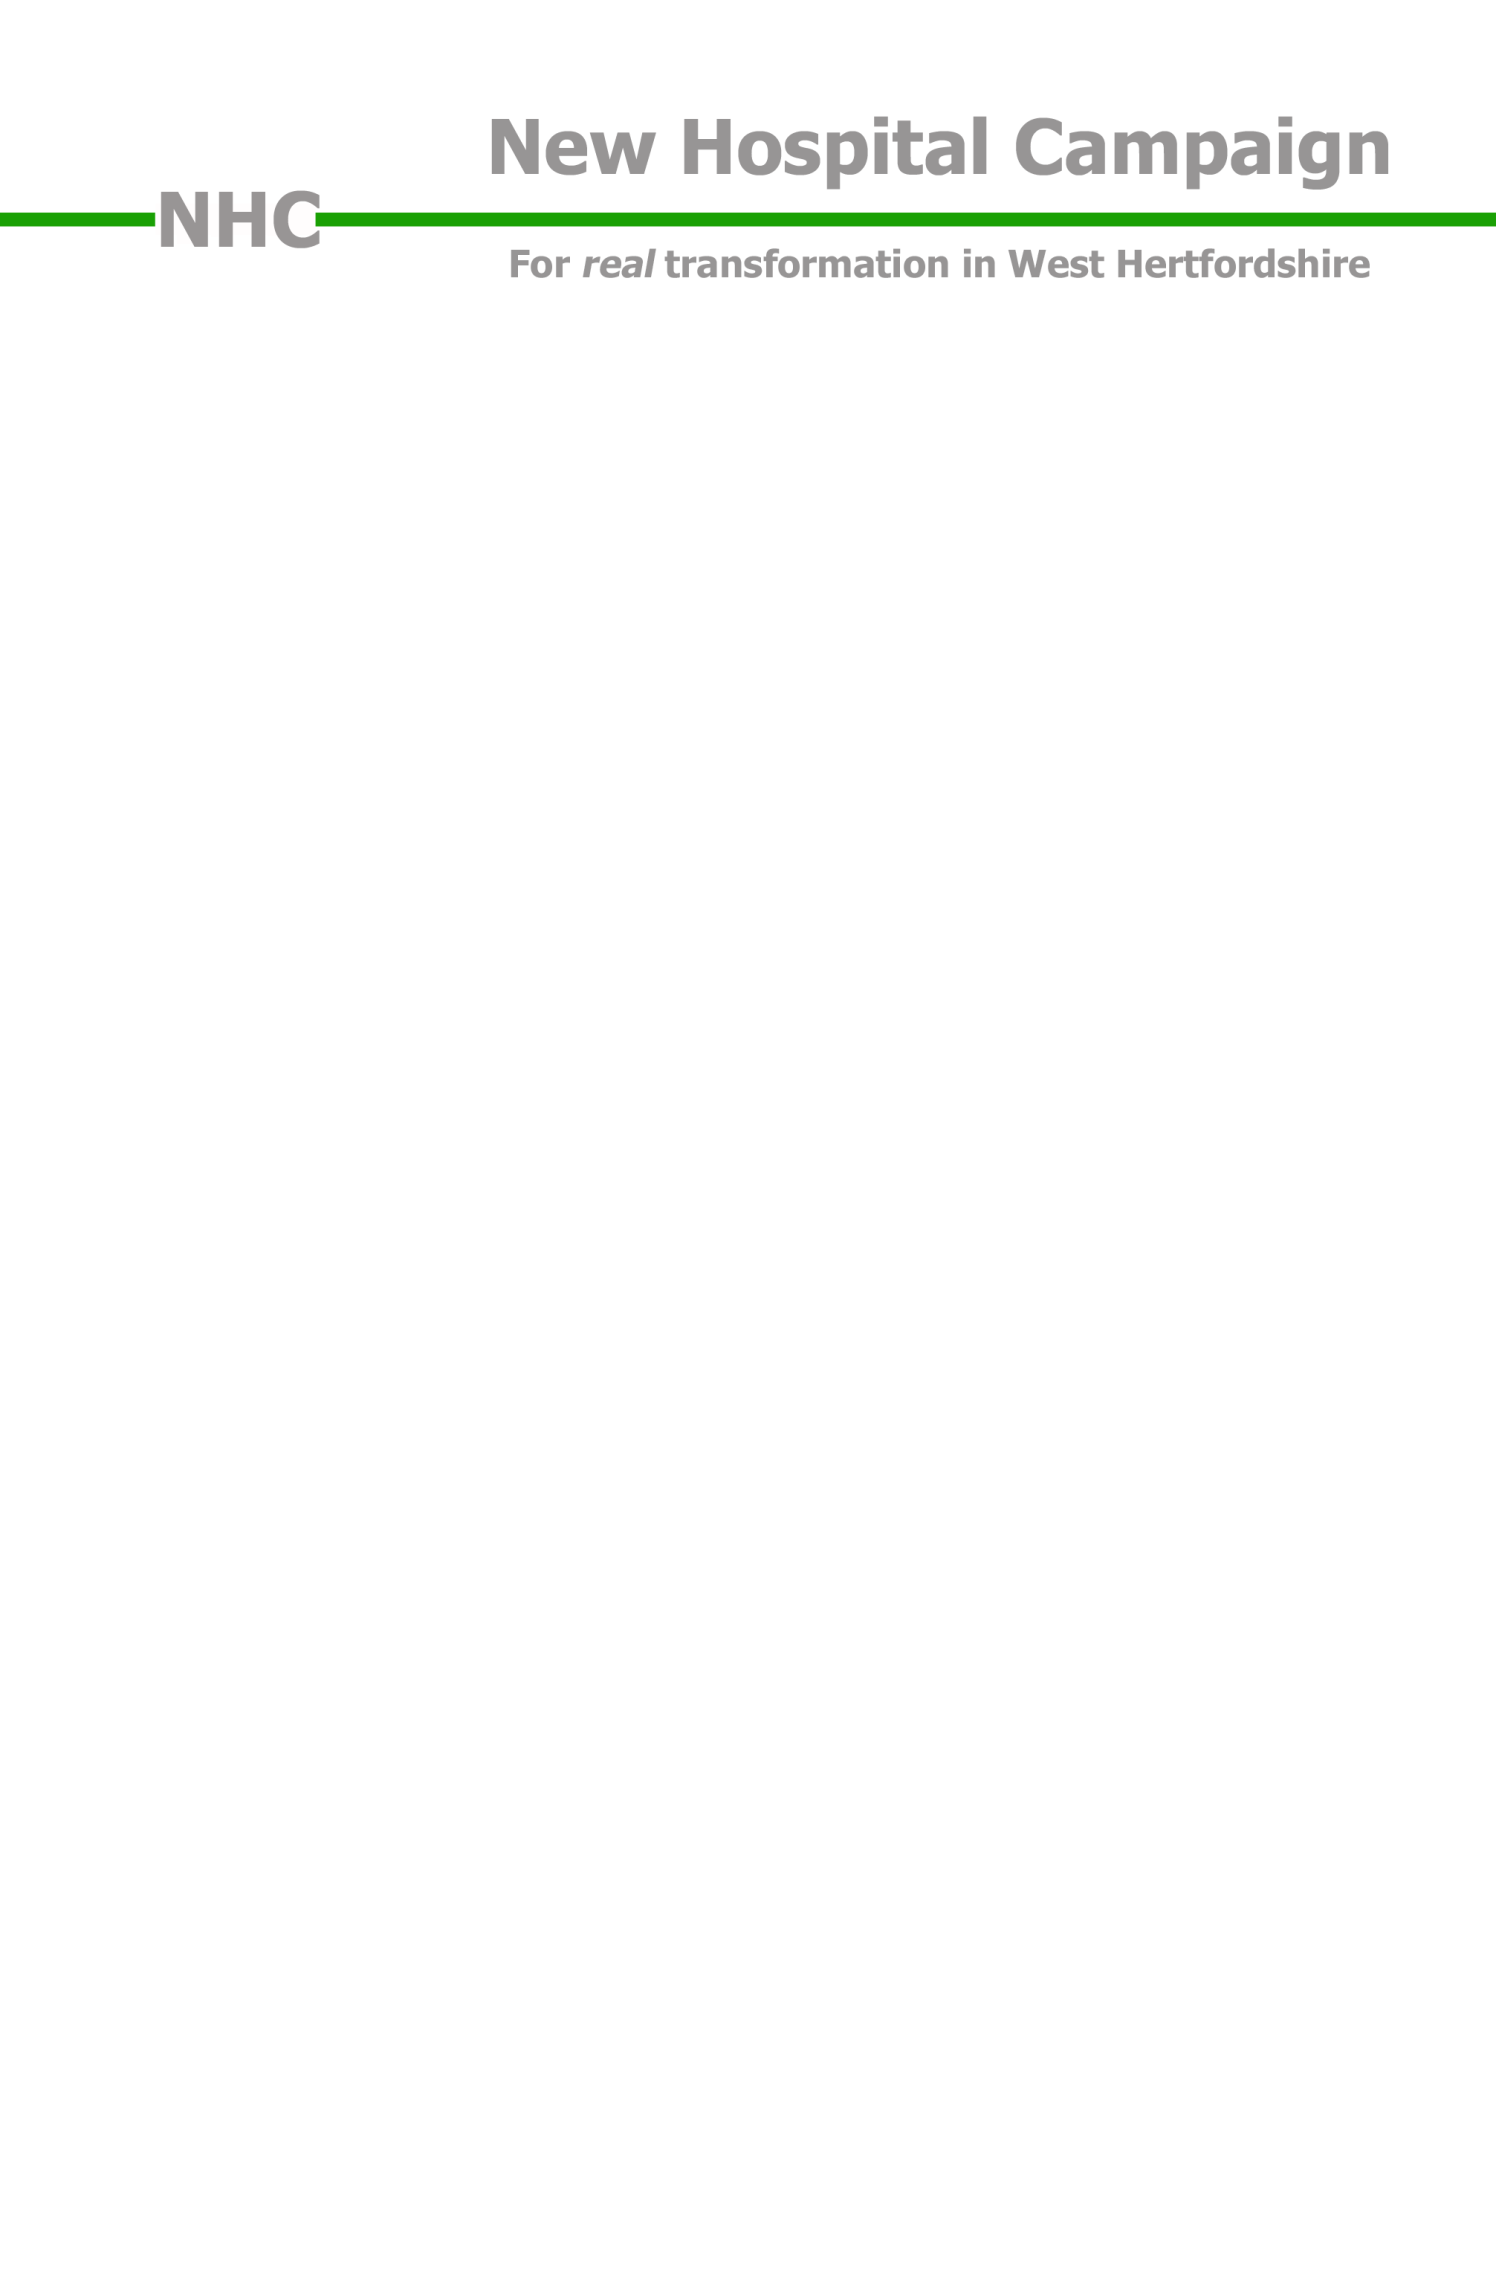 New Hospital Campaign
NHC
For real transformation in West Hertfordshire